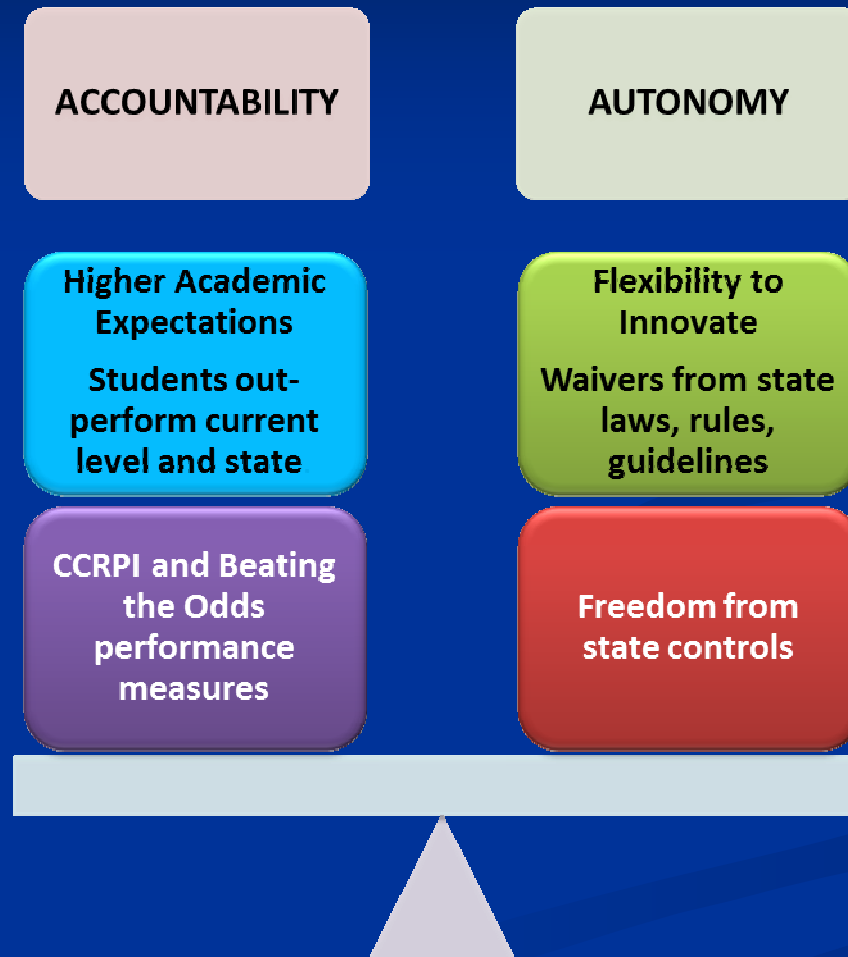 ACCOUNTABILITY
AUTONOMY
Higher Academic
Expectations
Students out-
perform current
level and state
Flexibility to
Innovate
Waivers from state
laws, rules,
guidelines
CCRPI and Beating
the Odds
performance
measures
Freedom from
state controls